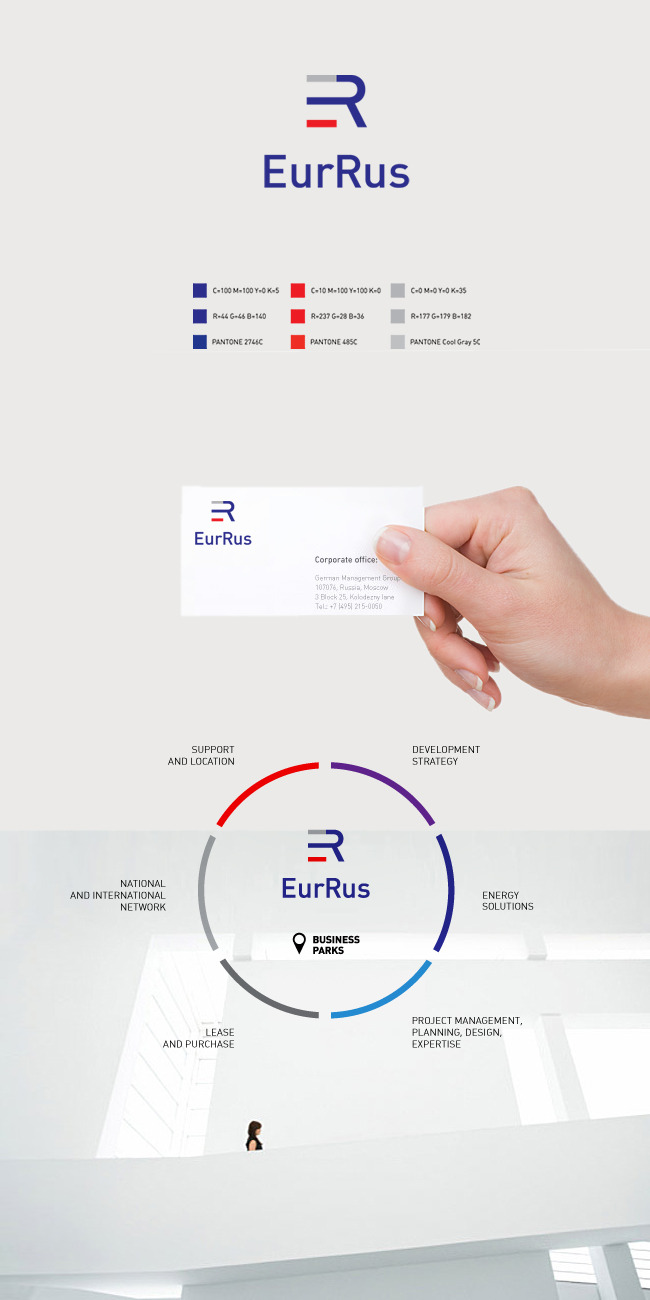 ER
EurRus
C=100 M=100 Y=0 K=5
C=10 M=100 Y=100 K=0
C=0 M=0 Y=0 K=35
R=44 G=46 B=140
R=237 G=28 B=36
R=177 G=179 B=182
PANTONE 2746C
PANTONE 485C
PANTONE Cool Gray 5C
ER
EurRus
Corporate office:
German Management Group
107076, Russia, Moscow
3 Block 25, Kolodezny lane
Tel.: +7 (495) 215-0050
SUPPORT
AND LOCATION
DEVELOPMENT
STRATEGY
ER
EurRus
NATIONAL
AND INTERNATIONAL
NETWORK
ENERGY
SOLUTIONS
BUSINESS
PARKS
LEASE
AND PURCHASE
PROJECT MANAGEMENT,
PLANNING, DESIGN,
EXPERTISE